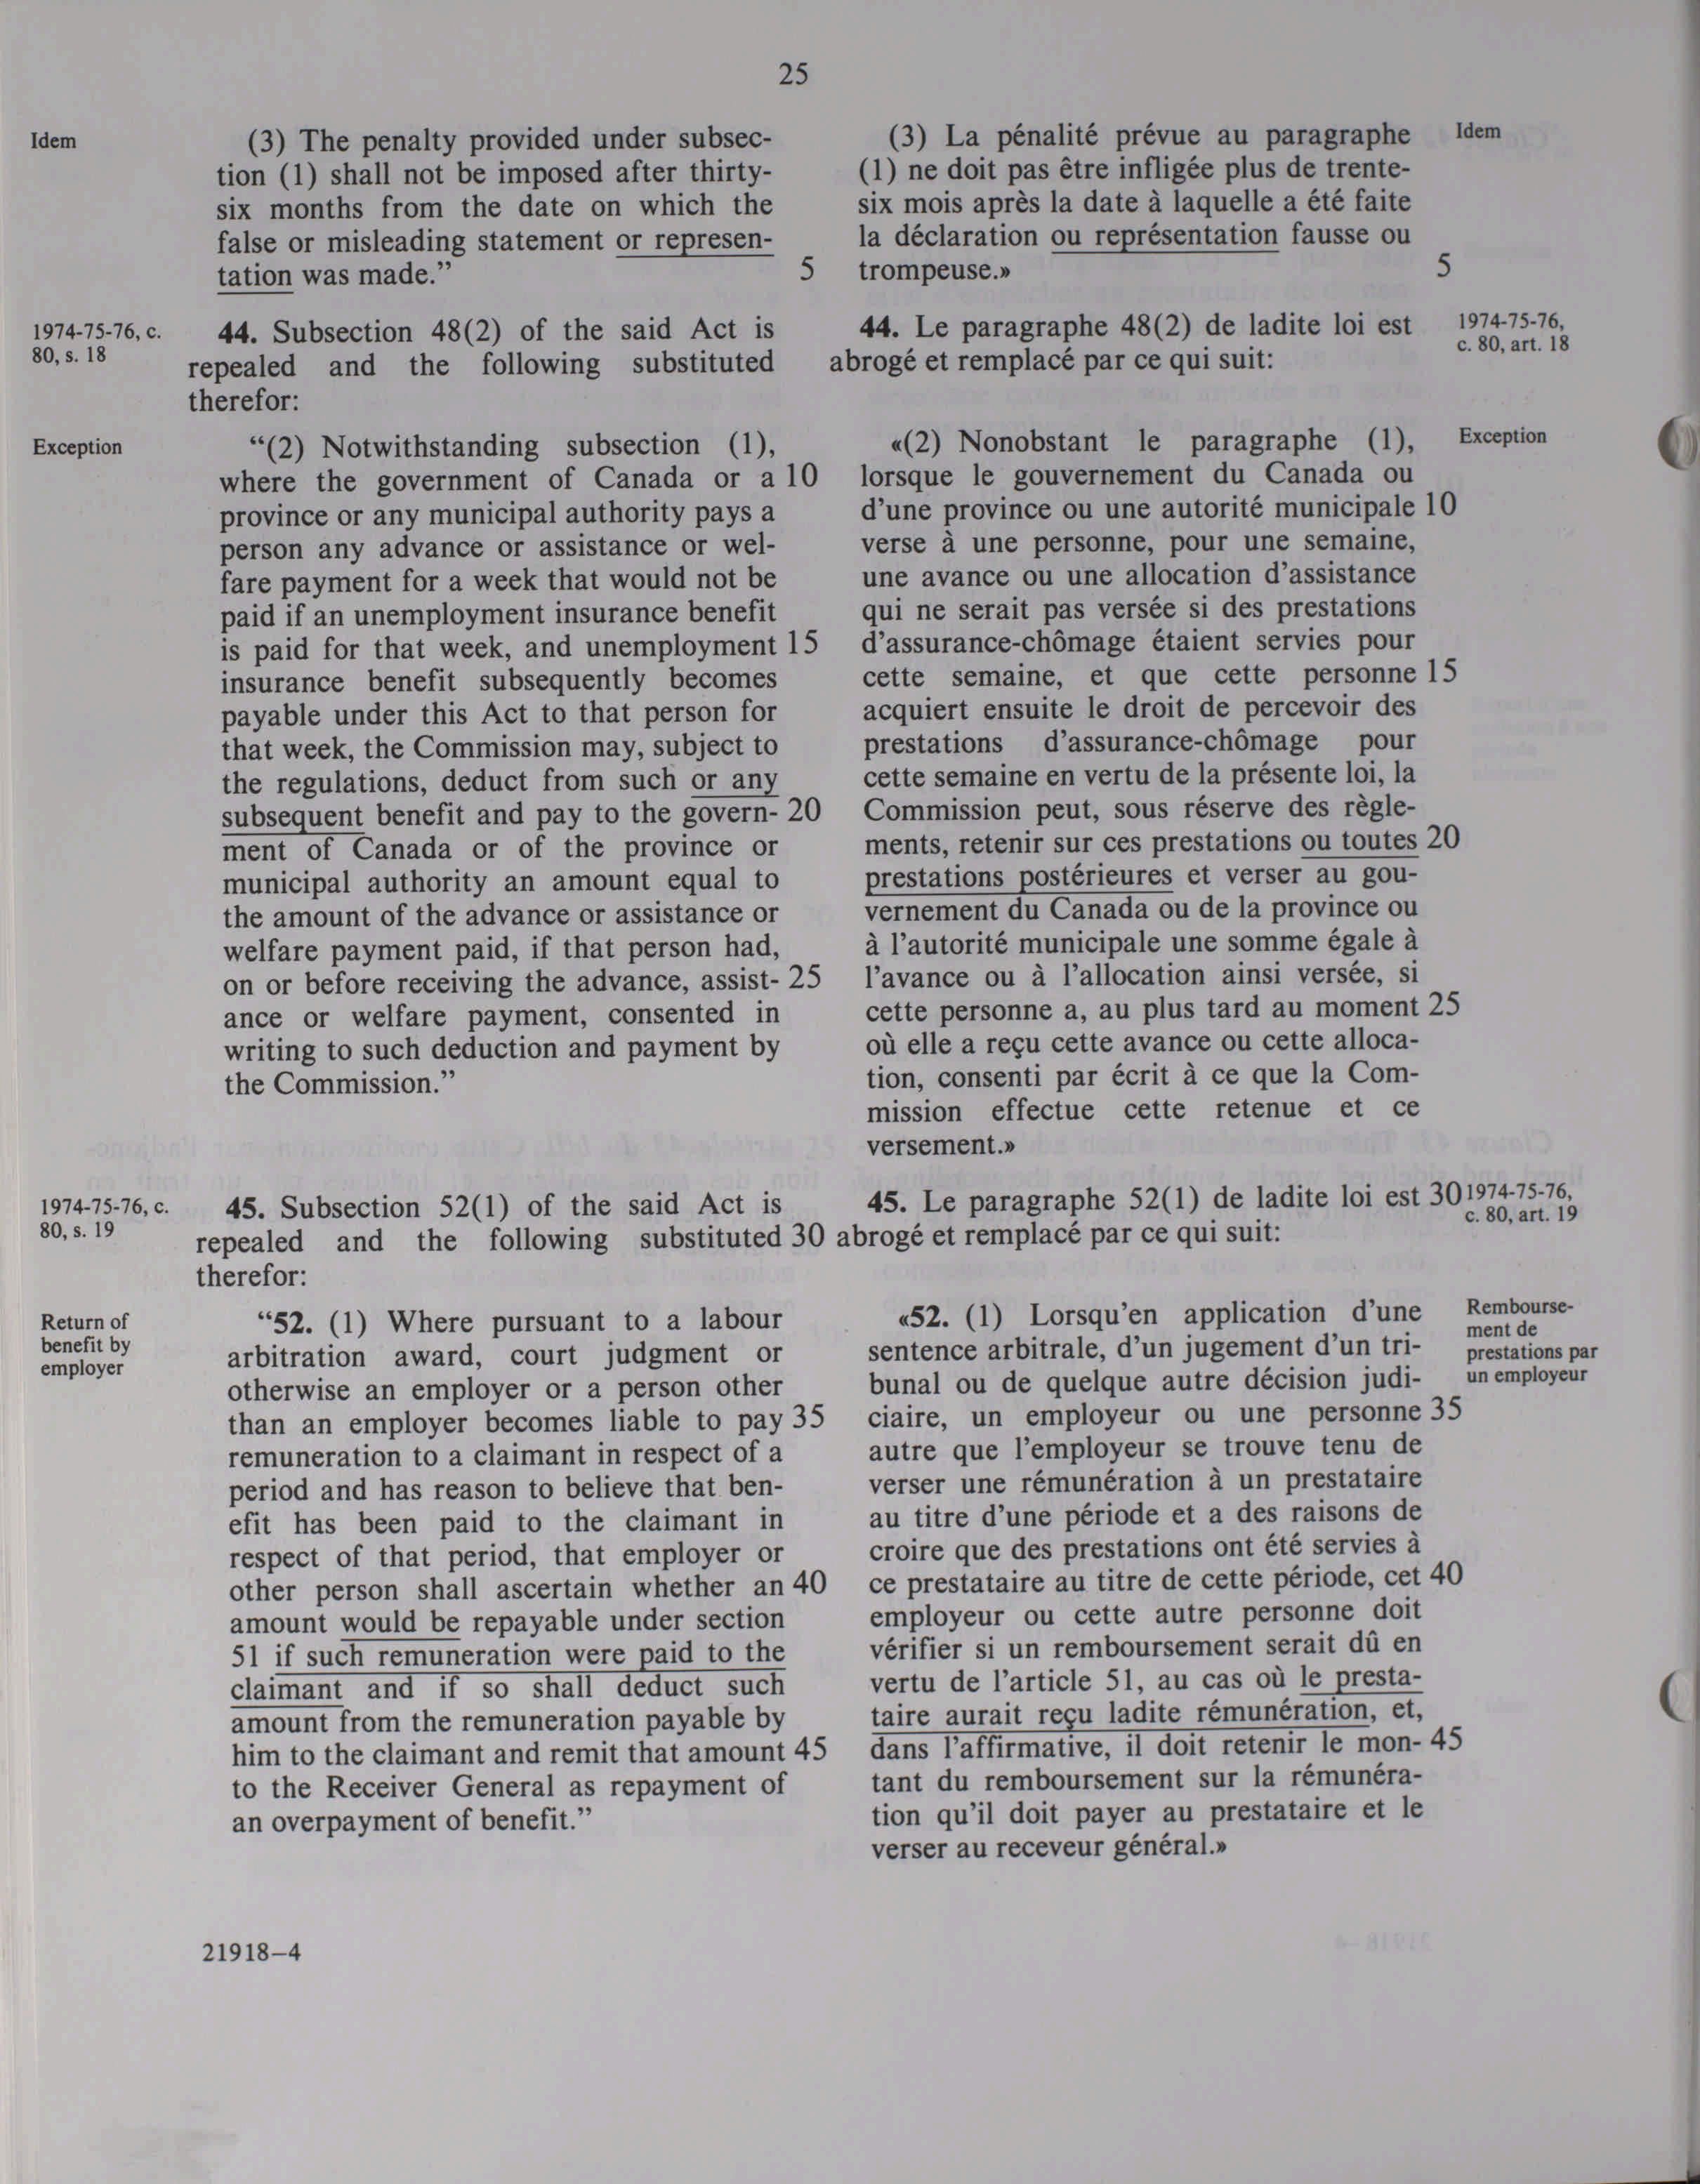 25
Idem
(3) The penalty provided under subsec-
tion (1) shall not be imposed after thirty-
six months from the date on which the
false or misleading statement or represen-
tation was made.” 5
1974-75-76, c.
80, s. 18
44. Subsection 48(2) of the said Act is
repealed and the following substituted
therefor:
Exception
“(2) Notwithstanding subsection (1),
where the government of Canada or a 10
province or any municipal authority pays a
person any advance or assistance or wel-
fare payment for a week that would not be
paid if an unemployment insurance benefit
is paid for that week, and unemployment 15
insurance benefit subsequently becomes
payable under this Act to that person for
that week, the Commission may, subject to
the regulations, deduct from such or any
subsequent benefit and pay to the govern- 20
ment of Canada or of the province or
municipal authority an amount equal to
the amount of the advance or assistance or
welfare payment paid, if that person had,
on or before receiving the advance, assist- 25
ance or welfare payment, consented in
writing to such deduction and payment by
the Commission.”
1974-75-76, c.
80, s. 19
45. Subsection 52(1) of the said Act is
repealed and the following substituted 30
therefor:
Return of
benefit by
employer
“52. (1) Where pursuant to a labour
arbitration award, court judgment or
otherwise an employer or a person other
than an employer becomes liable to pay 35
remuneration to a claimant in respect of a
period and has reason to believe that ben-
efit has been paid to the claimant in
respect of that period, that employer or
other person shall ascertain whether an 40
amount would be repayable under section
51 if such remuneration were paid to the
claimant and if so shall deduct such
amount from the remuneration payable by
him to the claimant and remit that amount 45
to the Receiver General as repayment of
an overpayment of benefit.”
(3) La pénalité prévue au paragraphe
(1) ne doit pas être infligée plus de trente-
six mois après la date à laquelle a été faite
la déclaration ou représentation fausse ou
trompeuse.» 5
Idem
44. Le paragraphe 48(2) de ladite loi est
abrogé et remplacé par ce qui suit:
1974-75-76,
c. 80, art. 18
«(2) Nonobstant le paragraphe (1),
lorsque le gouvernement du Canada ou
d’une province ou une autorité municipale 10
verse à une personne, pour une semaine,
une avance ou une allocation d’assistance
qui ne serait pas versée si des prestations
d’assurance-chômage étaient servies pour
cette semaine, et que cette personne 15
acquiert ensuite le droit de percevoir des
prestations d’assurance-chômage pour
cette semaine en vertu de la présente loi, la
Commission peut, sous réserve des règle-
ments, retenir sur ces prestations ou toutes 20
prestations postérieures et verser au gou-
vernement du Canada ou de la province ou
à l’autorité municipale une somme égale à
l’avance ou à l’allocation ainsi versée, si
cette personne a, au plus tard au moment 25
où elle a reçu cette avance ou cette alloca-
tion, consenti par écrit à ce que la Com-
mission effectue cette retenue et ce
versement.»
Exception
45. Le paragraphe 52(1) de ladite loi est 30
abrogé et remplacé par ce qui suit:
1974-75-76,
c. 80, art. 19
«52. (1) Lorsqu’en application d’une
sentence arbitrale, d’un jugement d’un tri-
bunal ou de quelque autre décision judi-
ciaire, un employeur ou une personne 35
autre que l’employeur se trouve tenu de
verser une rémunération à un prestataire
au titre d’une période et a des raisons de
croire que des prestations ont été servies à
ce prestataire au titre de cette période, cet 40
employeur ou cette autre personne doit
vérifier si un remboursement serait dû en
vertu de l’article 51, au cas où le presta-
taire aurait reçu ladite rémunération, et,
dans l’affirmative, il doit retenir le mon- 45
tant du remboursement sur la rémunéra-
tion qu’il doit payer au prestataire et le
verser au receveur général.»
Rembourse-
ment de
prestations par
un employeur
21918–4